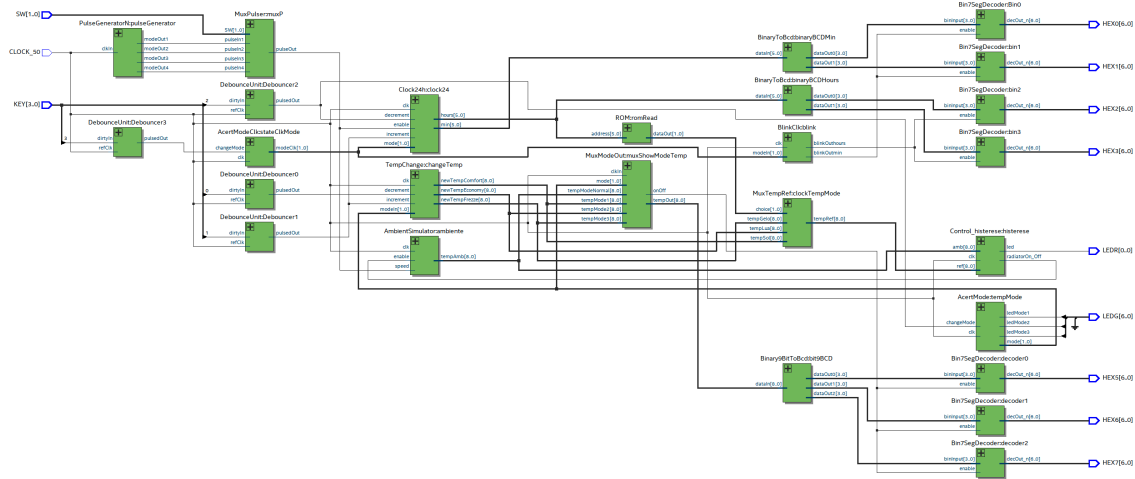 SW[1..0]
CLOCK_50
KEY[3..0]
PulseGeneratorN:pulseGenerator
clkIn
modeOut1
modeOut2
modeOut3
modeOut4
MuxPulser:muxP
SW[1..0]
pulseIn1
pulseIn2
pulseIn3
pulseIn4
pulseOut
DebounceUnit:Debouncer2
2
dirtyIn
refClk
pulsedOut
DebounceUnit:Debouncer3
3
dirtyIn
refClk
pulsedOut
AcertModeClk:stateClkMode
changeMode
clk
modeClk[1..0]
DebounceUnit:Debouncer0
0
dirtyIn
refClk
pulsedOut
DebounceUnit:Debouncer1
1
dirtyIn
refClk
pulsedOut
Clock24h:clock24
clk
decrement
enable
increment
mode[1..0]
hours[5..0]
min[5..0]
TempChange:changeTemp
clk
decrement
increment
modeIn[1..0]
newTempComfort[8..0]
newTempEconomy[8..0]
newTempFrezze[8..0]
AmbientSimulator:ambiente
clk
enable
speed
tempAmb[8..0]
ROM:romRead
address[5..0]
dataOut[1..0]
MuxModeOut:muxShowModeTemp
clkIn
mode[1..0]
tempModeNormal[8..0]
tempMode1[8..0]
tempMode2[8..0]
tempMode3[8..0]
onOff
tempOut[8..0]
BinaryToBcd:binaryBCDMin
dataIn[5..0]
dataOut0[3..0]
dataOut1[3..0]
BinaryToBcd:binaryBCDHours
dataIn[5..0]
dataOut0[3..0]
dataOut1[3..0]
BlinkClk:blink
clk
modeIn[1..0]
blinkOuthours
blinkOutmin
MuxTempRef:clockTempMode
choice[1..0]
tempGelo[8..0]
tempLua[8..0]
tempSol[8..0]
tempRef[8..0]
Binary9BitToBcd:bit9BCD
dataIn[8..0]
dataOut0[3..0]
dataOut1[3..0]
dataOut2[3..0]
Bin7SegDecoder:Bin0
binInput[3..0]
enable
decOut_n[6..0]
HEX0[6..0]
Bin7SegDecoder:bin1
binInput[3..0]
enable
decOut_n[6..0]
HEX1[6..0]
Bin7SegDecoder:bin2
binInput[3..0]
enable
decOut_n[6..0]
HEX2[6..0]
Bin7SegDecoder:bin3
binInput[3..0]
enable
decOut_n[6..0]
HEX3[6..0]
Control_histerese:histerese
amb[8..0]
clk
ref[8..0]
led
radiatorOn_Off
LEDR[0..0]
AcertMode:tempMode
changeMode
clk
ledMode1
ledMode2
ledMode3
mode[1..0]
LEDG[6..0]
Bin7SegDecoder:decoder0
binInput[3..0]
enable
decOut_n[6..0]
HEX5[6..0]
Bin7SegDecoder:decoder1
binInput[3..0]
enable
decOut_n[6..0]
HEX6[6..0]
Bin7SegDecoder:decoder2
binInput[3..0]
enable
decOut_n[6..0]
HEX7[6..0]